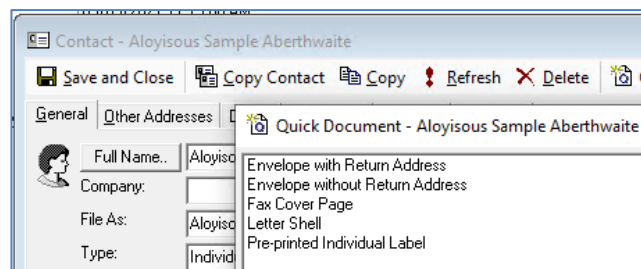 Contact - Aloyisous Sample Aberthwaite
Save and Close Copy Contact Copy Refresh Delete
General Other Addresses
Quick Document - Aloyisous Sample Aberthwaite
Full Name..
Company:
File As:
Type:
Envelope with Return Address
Envelope without Return Address
Fax Cover Page
Letter Shell
Pre-printed Individual Label